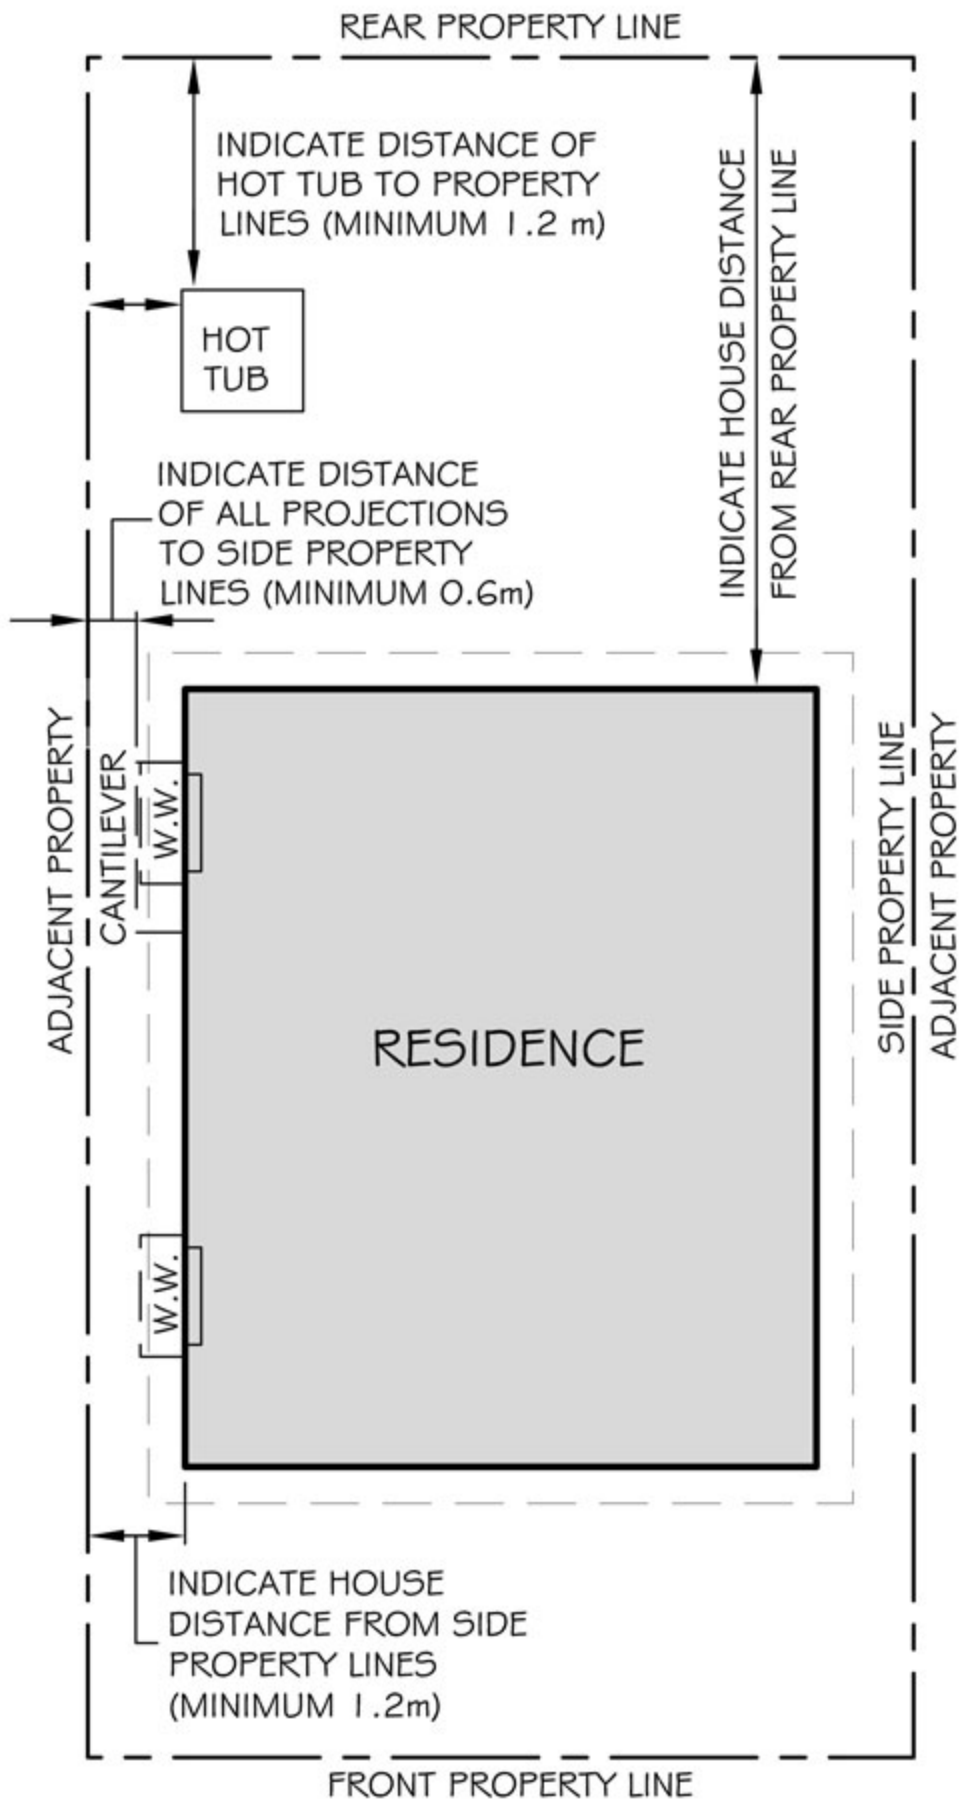 REAR PROPERTY LINE
INDICATE DISTANCE OF
HOT TUB TO PROPERTY
LINES (MINIMUM 1.2 m)
INDICATE HOUSE DISTANCE
FROM REAR PROPERTY LINE
HOT
TUB
INDICATE DISTANCE
OF ALL PROJECTIONS
TO SIDE PROPERTY
LINES (MINIMUM 0.6m)
ADJACENT PROPERTY
CANTILEVER
W.W.
SIDE PROPERTY LINE
ADJACENT PROPERTY
RESIDENCE
W.W.
INDICATE HOUSE
DISTANCE FROM SIDE
PROPERTY LINES
(MINIMUM 1.2m)
FRONT PROPERTY LINE